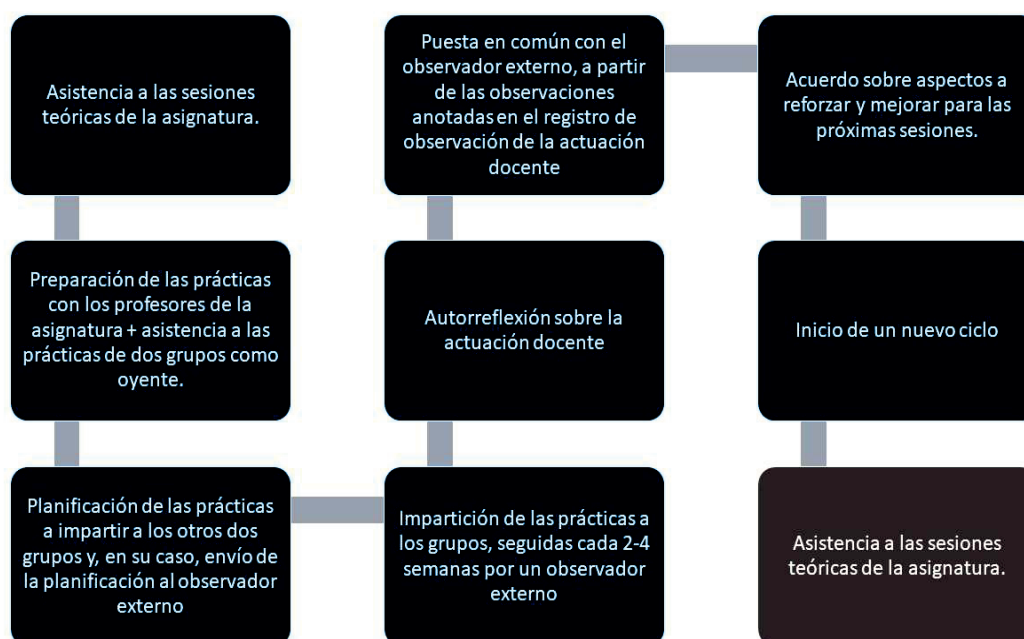 Asistencia a las sesiones
teóricas de la asignatura.
Preparación de las prácticas
con los profesores de la
asignatura + asistencia a las
prácticas de dos grupos como
oyente.
Planificación de las prácticas
a impartir a los otros dos
grupos y, en su caso, envío de
la planificación al observador
externo
Impartición de las prácticas a
los grupos, seguidas cada 2-4
semanas por un observador
externo
Autorreflexión sobre la
actuación docente
Puesta en común con el
observador externo, a partir
de las observaciones
anotadas en el registro de
observación de la actuación
docente
Acuerdo sobre aspectos a
reforzar y mejorar para las
próximas sesiones.
Inicio de un nuevo ciclo
Asistencia a las sesiones
teóricas de la asignatura.